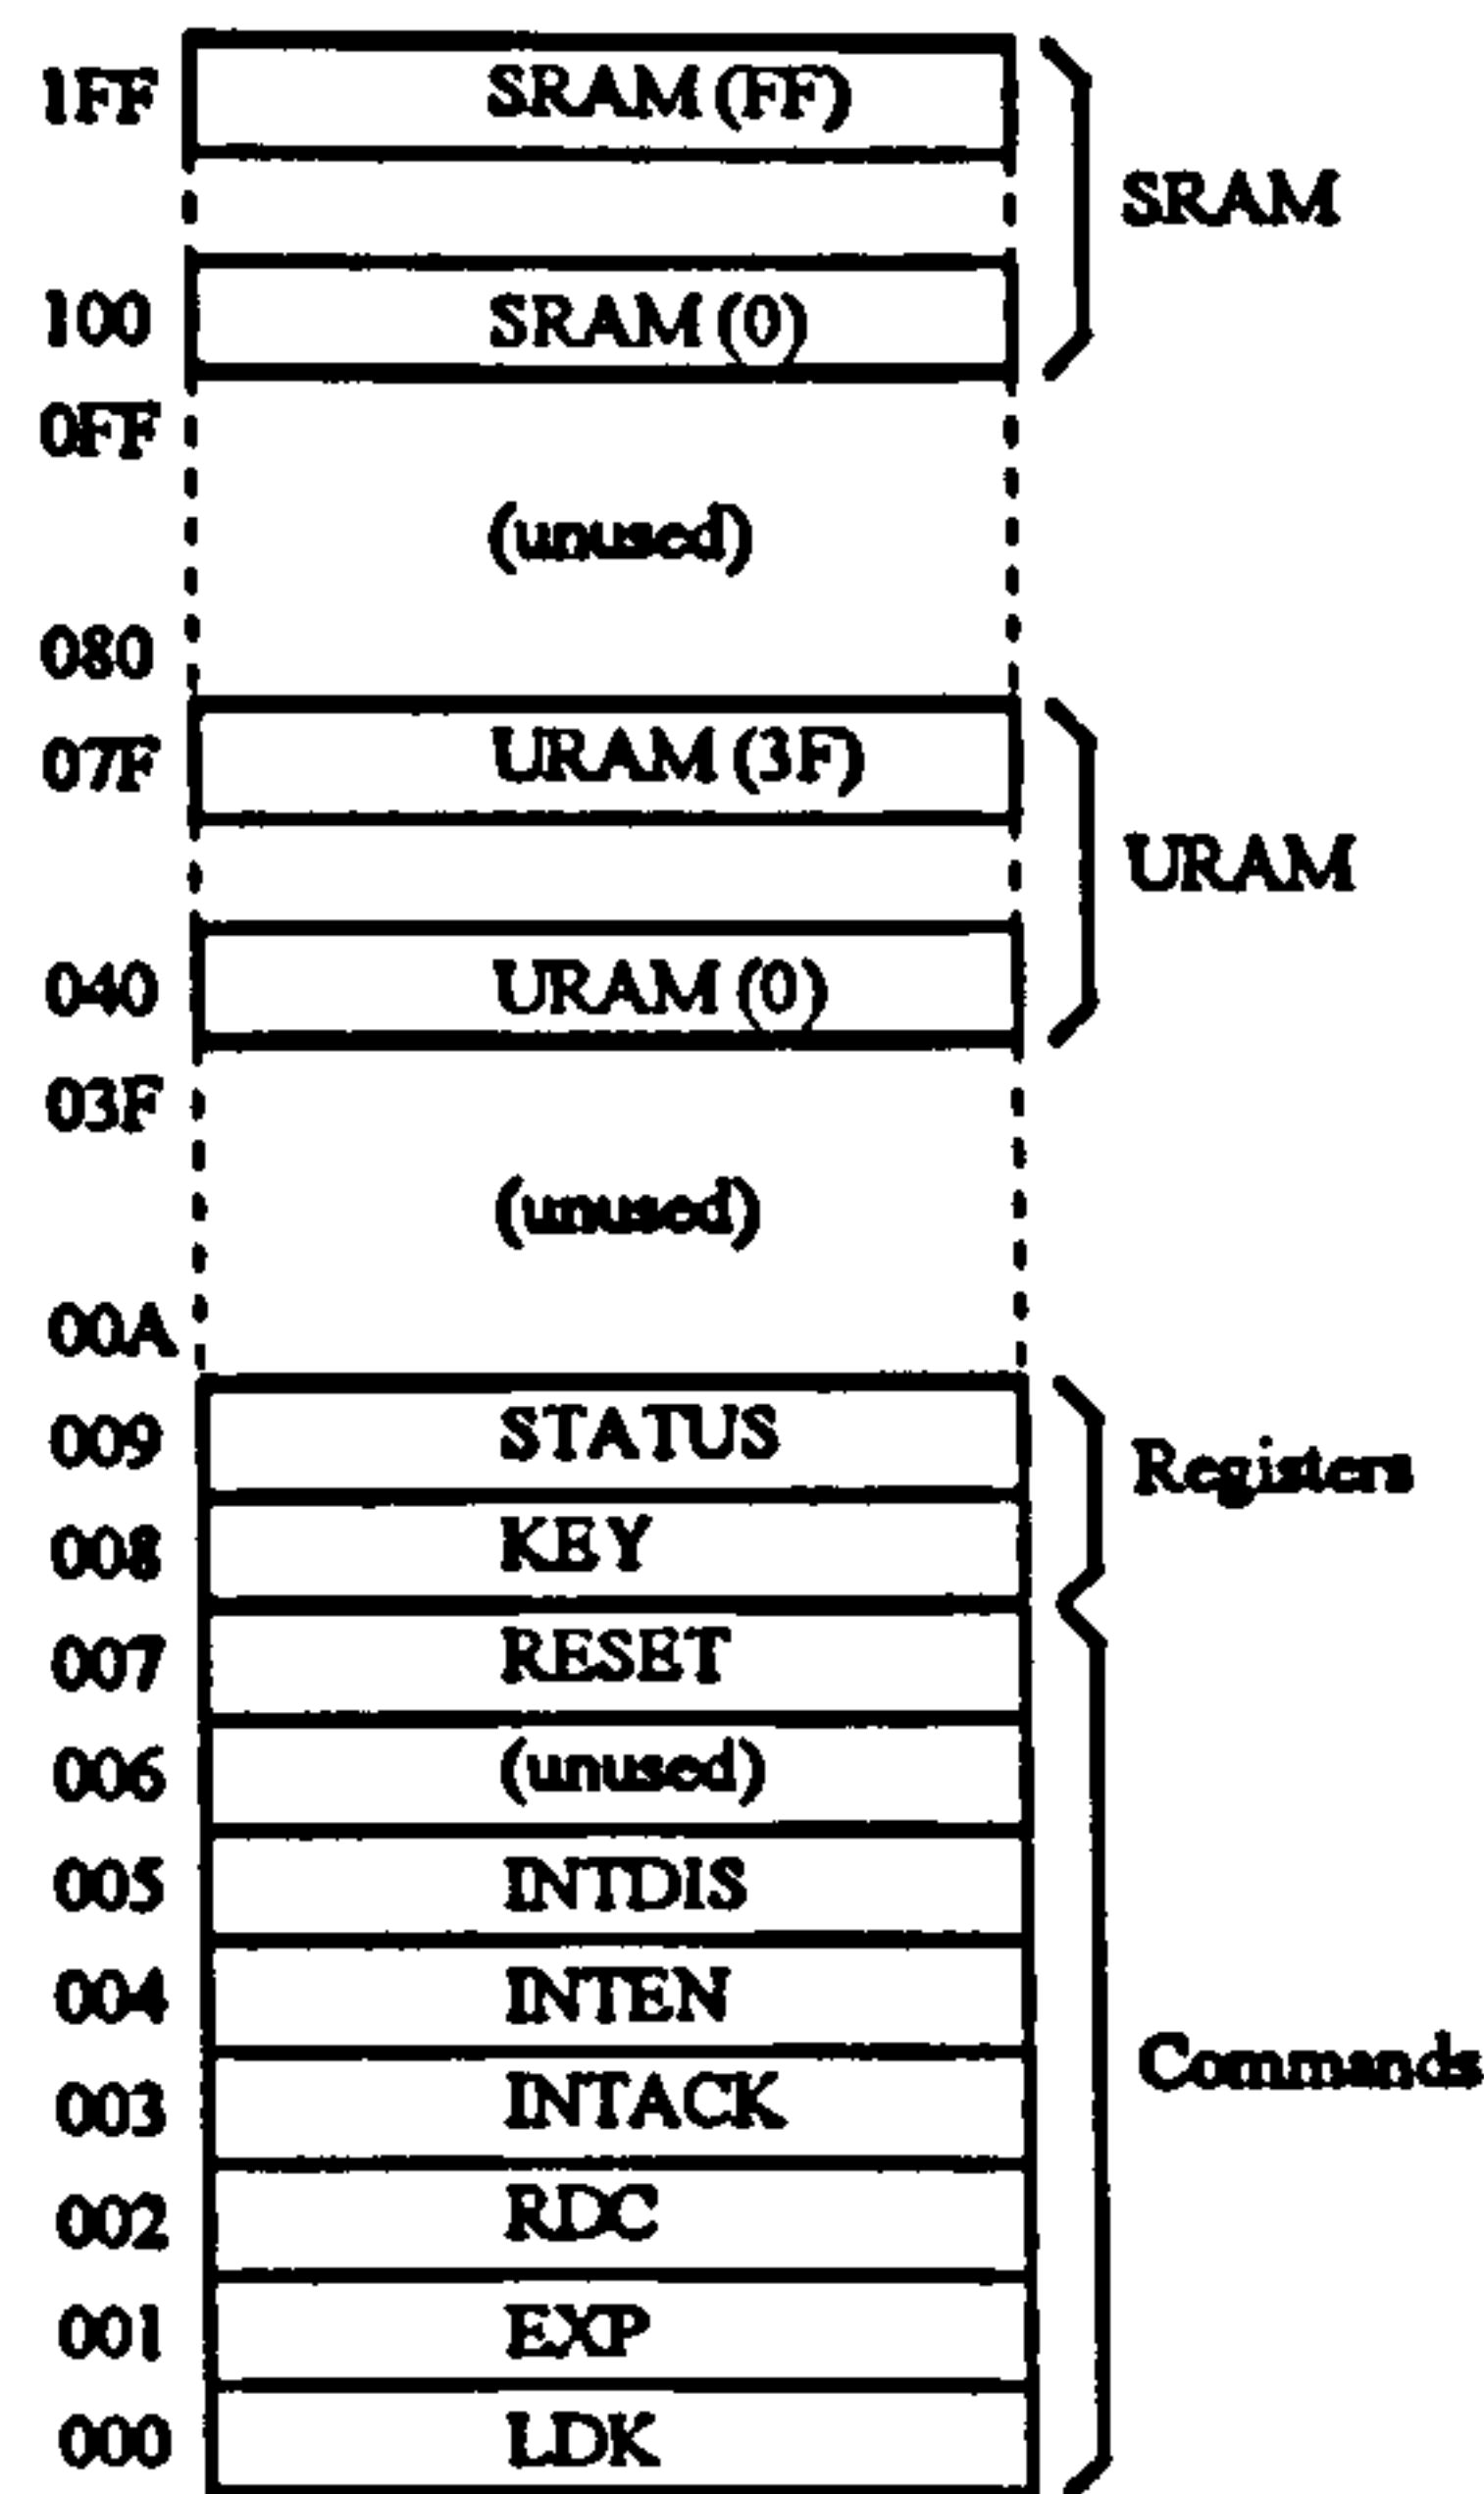 1FF SRAM (FF)
SRAM
100 SRAM (0)
0FF
(unused)
080
07F URAM (3F)
URAM
040 URAM (0)
03F
(unused)
00A
009 STATUS
Registers
008 KEY
007 RESET
006 (unused)
005 INTDIS
004 INTEN
Commands
003 INTACK
002 RDC
001 EXP
000 LDK